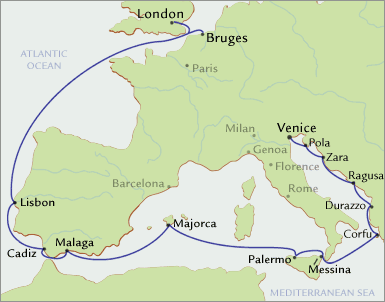 London
Bruges
ATLANTIC
OCEAN
Paris
Milan
Venice
Pola
Genoa
Zara
Florence
Barcelona
Ragusa
Rome
Lisbon
Durazzo
Majorca
Corfu
Malaga
Cadiz
Palermo
Messina
MEDITERRANEAN SEA